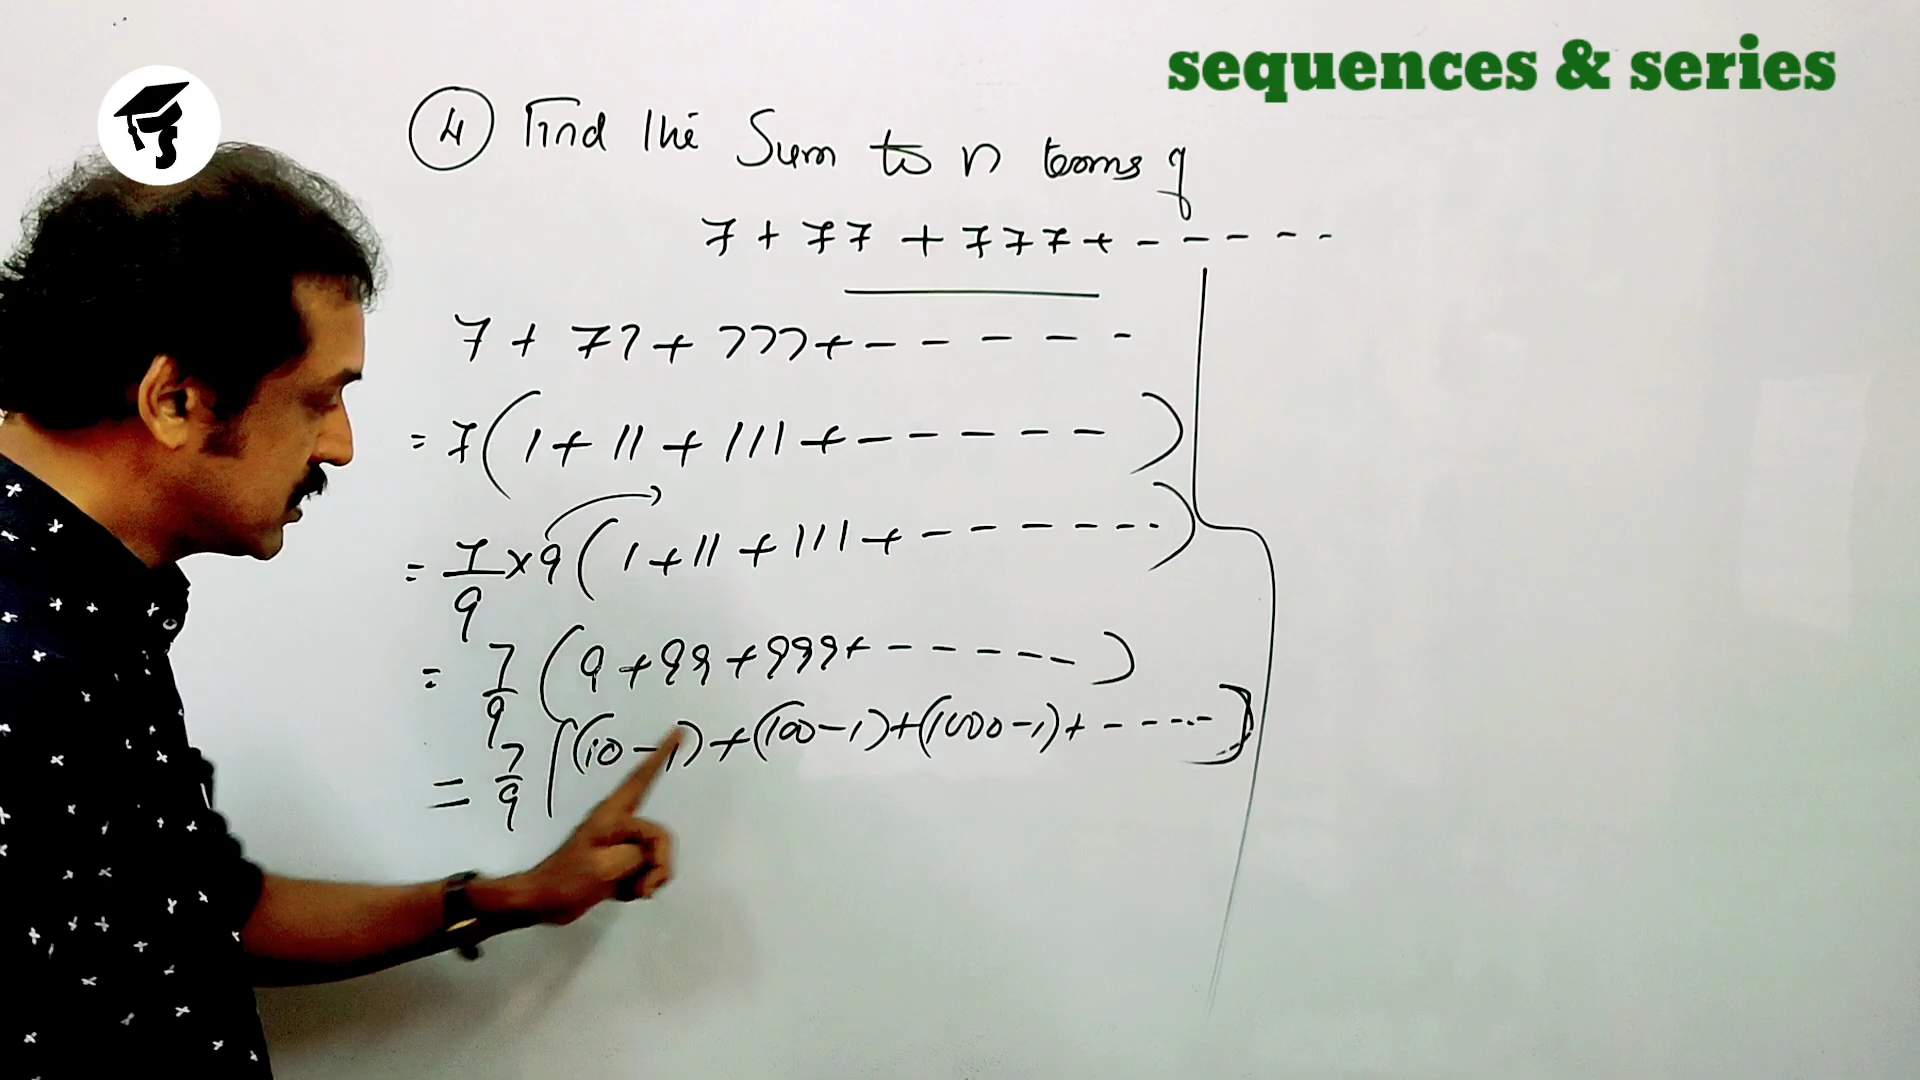 sequences & series
④ Find the Sum to n terms of
7 + 77 + 777 + - - - - -
7 + 77 + 777 + - - - - -
= 7 ( 1 + 11 + 111 + - - - - - - )
= 7/9 × 9 ( 1 + 11 + 111 + - - - - - - )
= 7/9 ( 9 + 99 + 999 + - - - - - - )
= 7/9 [ (10 - 1) + (100 - 1) + (1000 - 1) + - - - - - ]